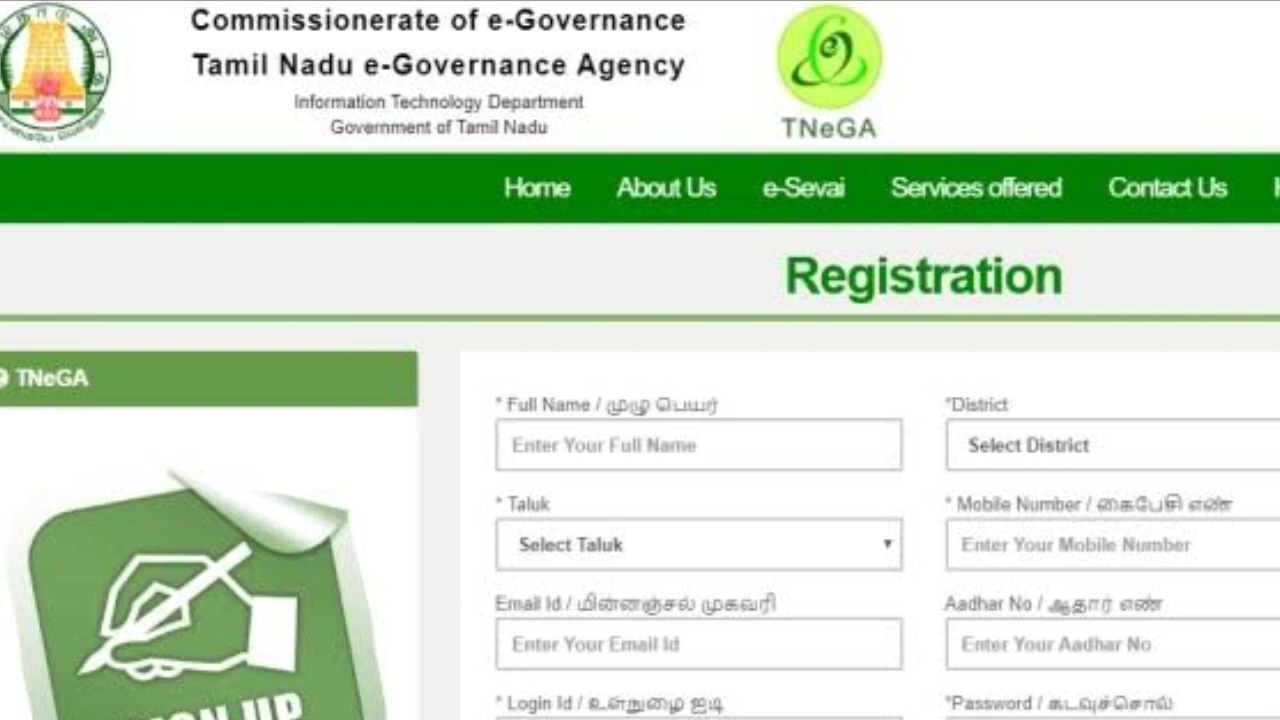 Commissionerate of e-Governance
Tamil Nadu e-Governance Agency
Information Technology Department
Government of Tamil Nadu
TNeGA
Home About Us e-Sevai Services offered Contact Us
Registration
TNeGA
* Full Name / முழு பெயர் *District
Enter Your Full Name Select District
* Taluk * Mobile Number / கைபேசி எண்
Select Taluk Enter Your Mobile Number
Email Id / மின்னஞ்சல் முகவரி Aadhar No / ஆதார் எண்
Enter Your Email Id Enter Your Aadhar No
* Login Id / உள்நுழை ஐடி *Password / கடவுச்சொல்
SIGN UP